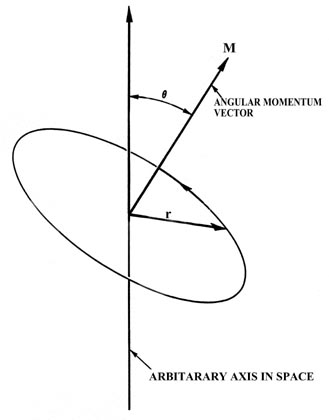 M
θ
ANGULAR MOMENTUM
VECTOR
r
ARBITARARY AXIS IN SPACE